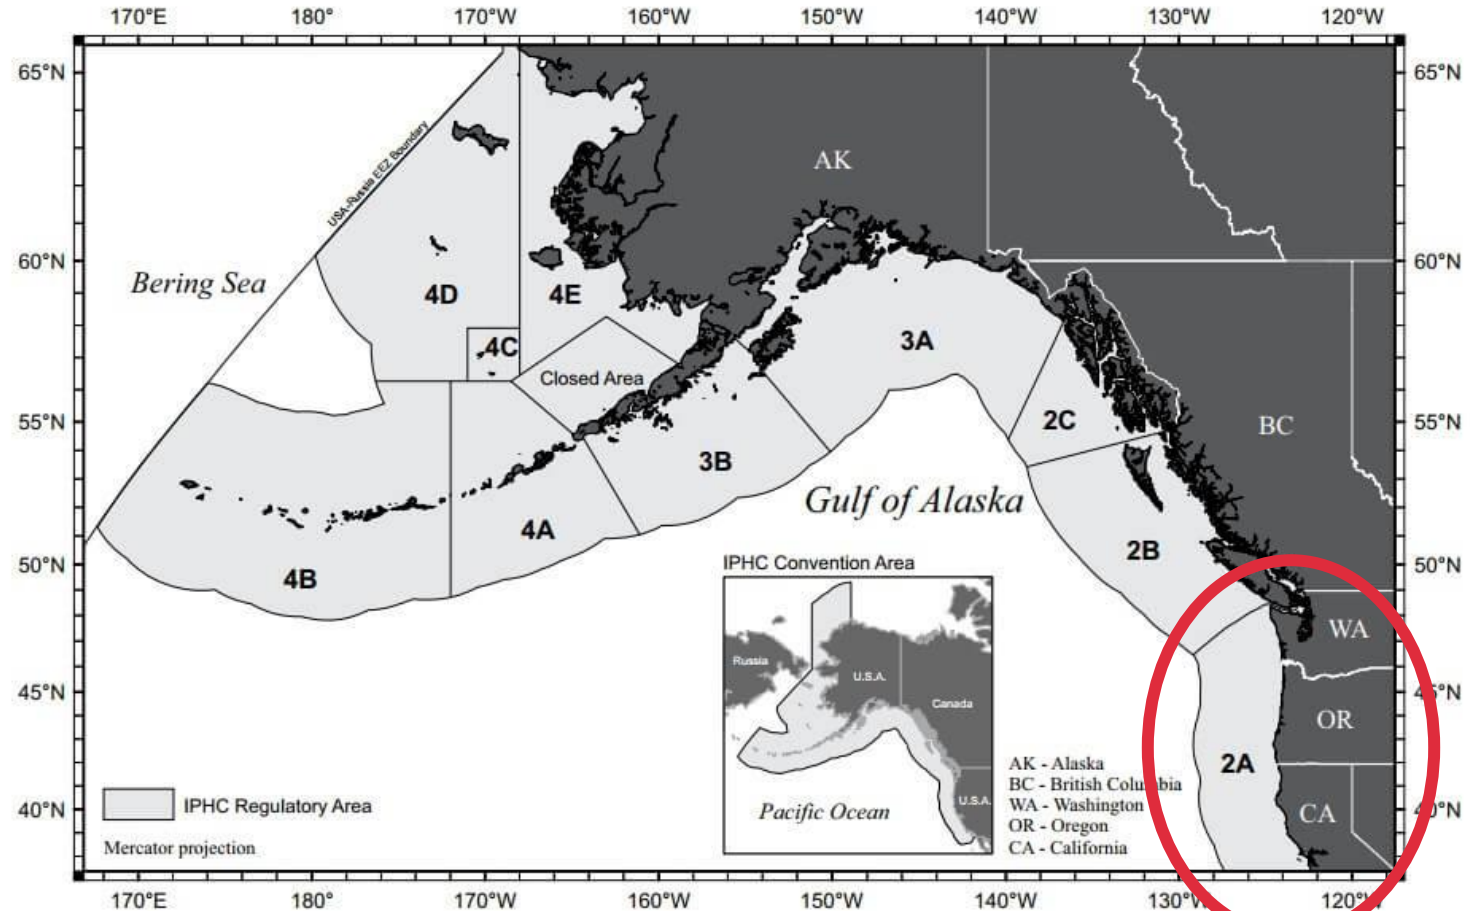 170°E 180° 170°W 160°W 150°W 140°W 130°W 120°W
65°N 65°N
USA-Russia EEZ Boundary
AK
60°N 60°N
Bering Sea
4D 4E
4C 3A
Closed Area
55°N 55°N
2C BC
3B
Gulf of Alaska
4A 2B
50°N 50°N
4B
IPHC Convention Area
WA
Russia
U.S.A.
Canada
45°N 45°N
OR
2A
AK - Alaska
BC - British Columbia
WA - Washington
OR - Oregon
CA - California
U.S.A.
Pacific Ocean
CA
IPHC Regulatory Area
40°N 40°N
Mercator projection
170°E 180° 170°W 160°W 150°W 140°W 130°W 120°W